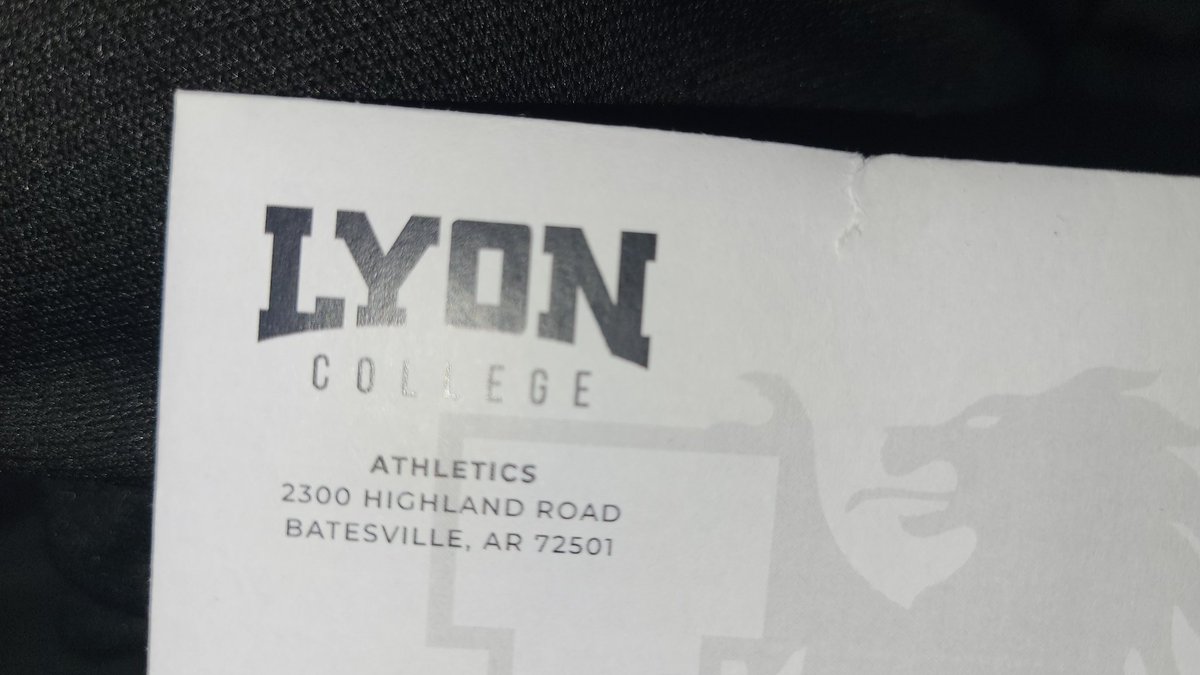 LYON
COLLEGE
ATHLETICS
2300 HIGHLAND ROAD
BATESVILLE, AR 72501